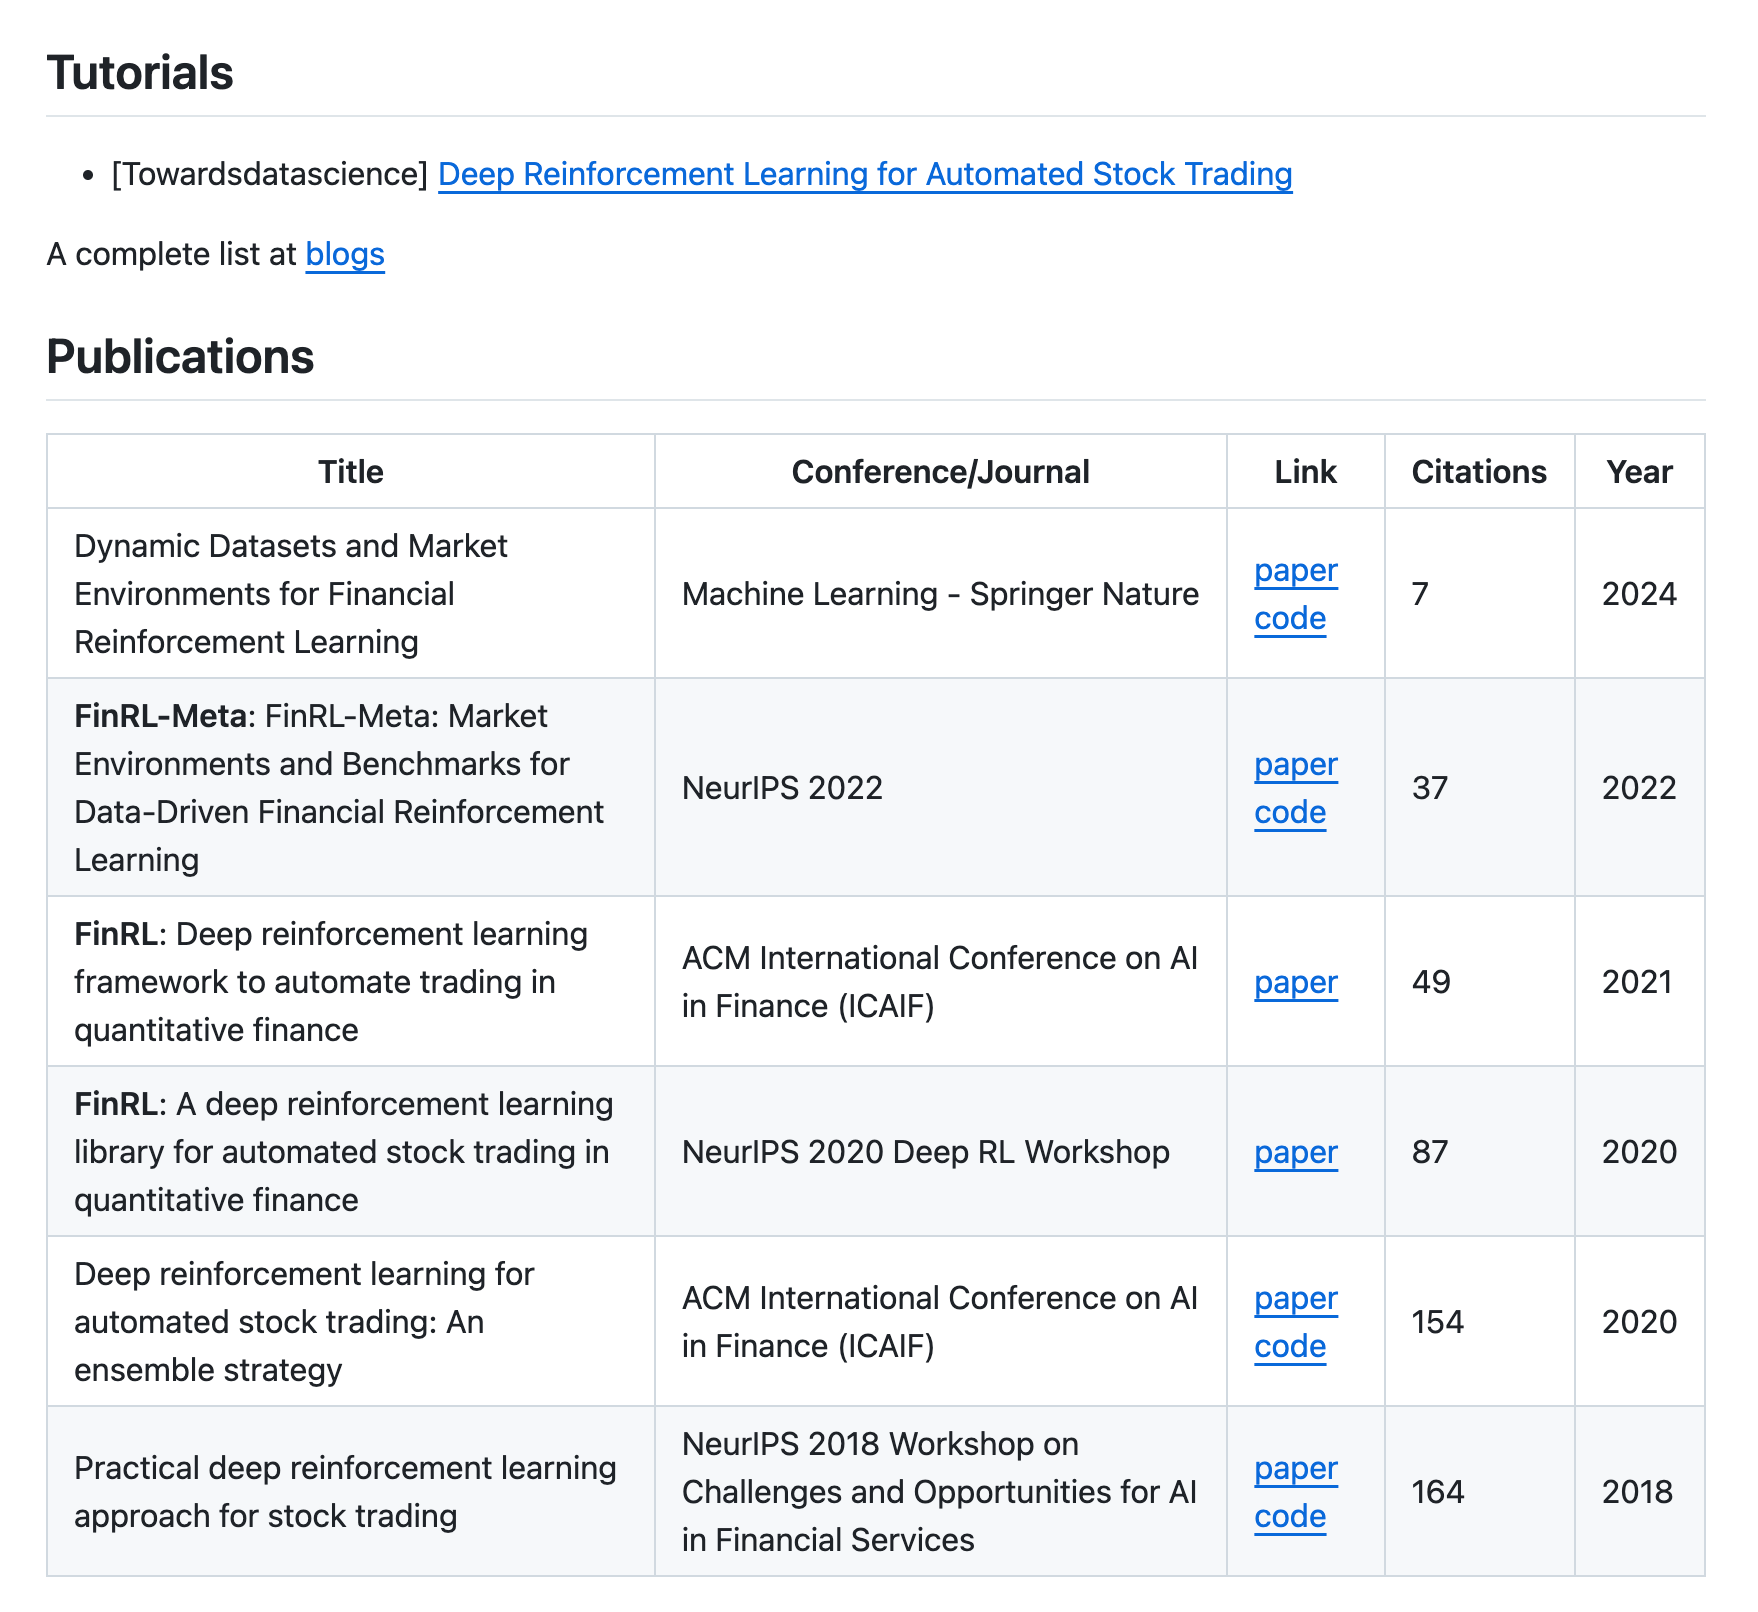 Tutorials
• [Towardsdatascience] Deep Reinforcement Learning for Automated Stock Trading
A complete list at blogs
Publications
Title Conference/Journal Link Citations Year
Dynamic Datasets and Market
Environments for Financial
Reinforcement Learning
Machine Learning - Springer Nature
paper
code
7
2024
FinRL-Meta: FinRL-Meta: Market
Environments and Benchmarks for
Data-Driven Financial Reinforcement
Learning
NeurIPS 2022
paper
code
37
2022
FinRL: Deep reinforcement learning
framework to automate trading in
quantitative finance
ACM International Conference on AI
in Finance (ICAIF)
paper
49
2021
FinRL: A deep reinforcement learning
library for automated stock trading in
quantitative finance
NeurIPS 2020 Deep RL Workshop
paper
87
2020
Deep reinforcement learning for
automated stock trading: An
ensemble strategy
ACM International Conference on AI
in Finance (ICAIF)
paper
code
154
2020
Practical deep reinforcement learning
approach for stock trading
NeurIPS 2018 Workshop on
Challenges and Opportunities for AI
in Financial Services
paper
code
164
2018